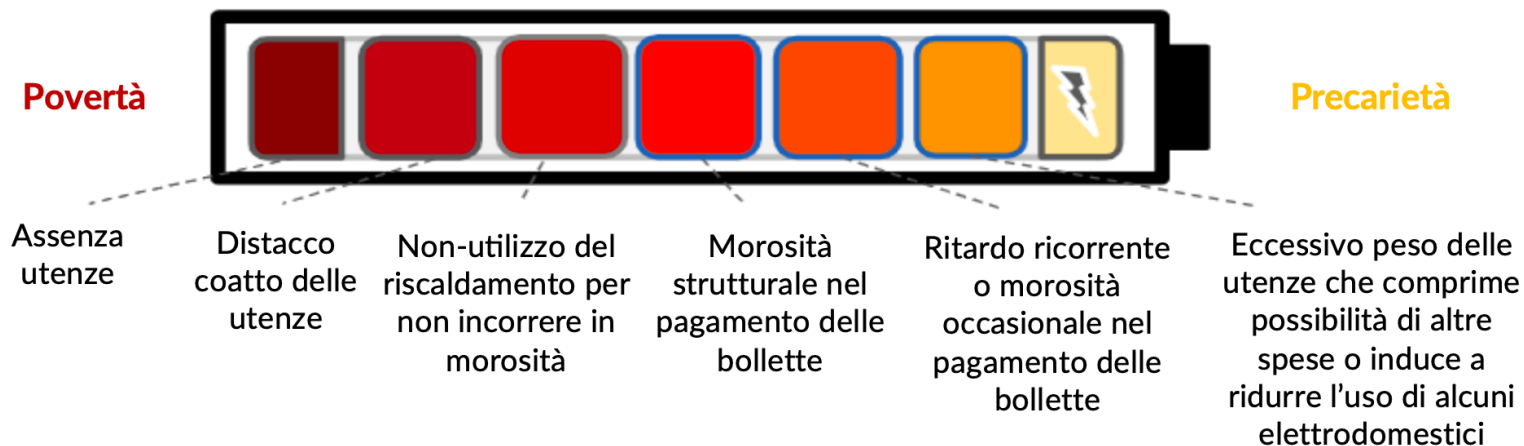 Povertà
Precarietà
Assenza
utenze
Distacco
coatto delle
utenze
Non-utilizzo del
riscaldamento per
non incorrere in
morosità
Morosità
strutturale nel
pagamento delle
bollette
Ritardo ricorrente
o morosità
occasionale nel
pagamento delle
bollette
Eccessivo peso delle
utenze che comprime
possibilità di altre
spese o induce a
ridurre l’uso di alcuni
elettrodomestici